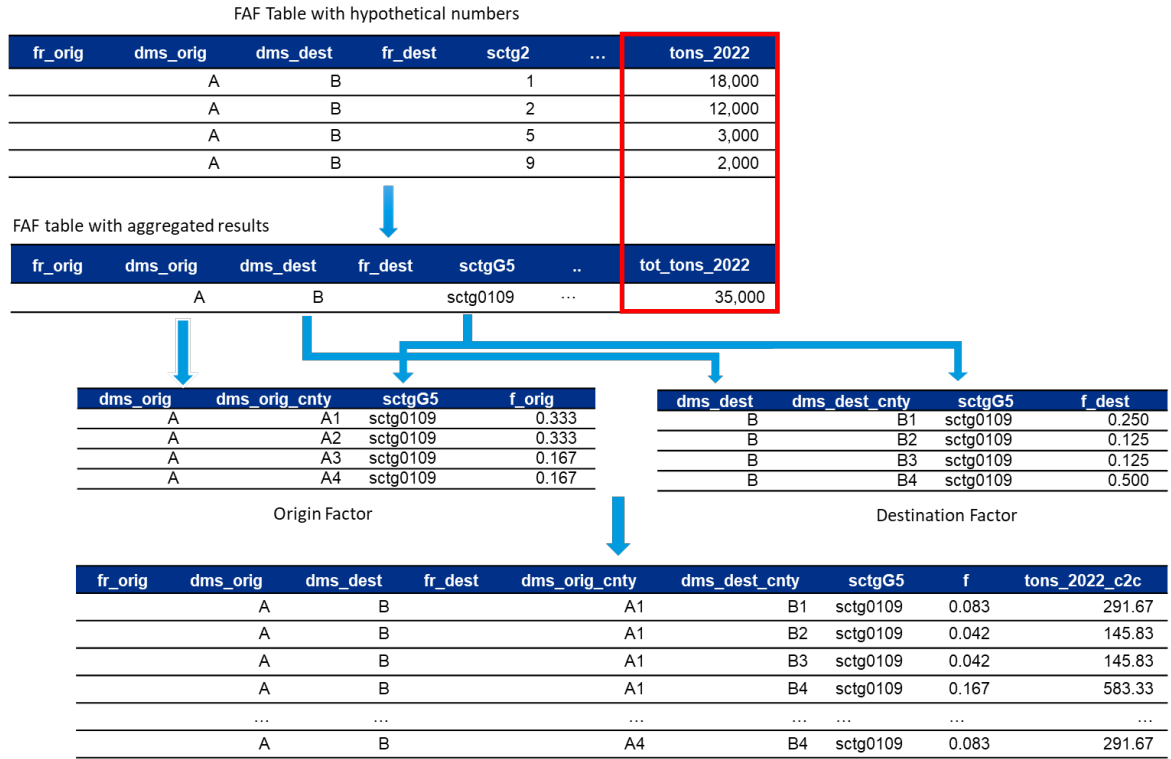 FAF Table with hypothetical numbers
fr_orig dms_orig dms_dest fr_dest sctg2 ... tons_2022
A B 1 18,000
A B 2 12,000
A B 5 3,000
A B 9 2,000
FAF table with aggregated results
fr_orig dms_orig dms_dest fr_dest sctgG5 .. tot_tons_2022
A B sctg0109 ... 35,000
dms_orig dms_orig_cnty sctgG5 f_orig
A A1 sctg0109 0.333
A A2 sctg0109 0.333
A A3 sctg0109 0.167
A A4 sctg0109 0.167
Origin Factor
dms_dest dms_dest_cnty sctgG5 f_dest
B B1 sctg0109 0.250
B B2 sctg0109 0.125
B B3 sctg0109 0.125
B B4 sctg0109 0.500
Destination Factor
fr_orig dms_orig dms_dest fr_dest dms_orig_cnty dms_dest_cnty sctgG5 f tons_2022_c2c
A B A1 B1 sctg0109 0.083 291.67
A B A1 B2 sctg0109 0.042 145.83
A B A1 B3 sctg0109 0.042 145.83
A B A1 B4 sctg0109 0.167 583.33
... ... ... ... ... ... ...
A B A4 B4 sctg0109 0.083 291.67